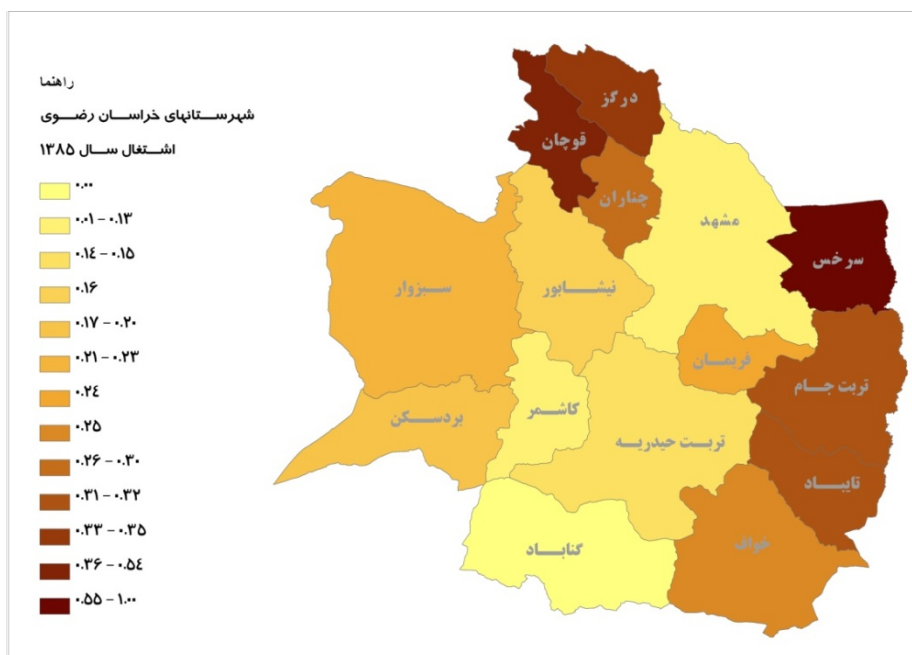 راهنما
شهرستانهای خراسان رضوی
اشتغال سال ۱۳۸۵
۰.۰۰
۰.۰۱ – ۰.۱۳
۰.۱٤ – ۰.۱۵
۰.۱۶
۰.۱۷ – ۰.۲۰
۰.۲۱ – ۰.۲۳
۰.۲٤
۰.۲۵
۰.۲۶ – ۰.۳۰
۰.۳۱ – ۰.۳۲
۰.۳۳ – ۰.۳۵
۰.۳۶ – ۰.۵٤
۰.۵۵ – ۱.۰۰
درگز
قوچان
چناران
مشهد
سرخس
نیشابور
سبزوار
فریمان
تربت جام
کاشمر
بردسکن
تربت حیدریه
تایباد
خواف
گناباد